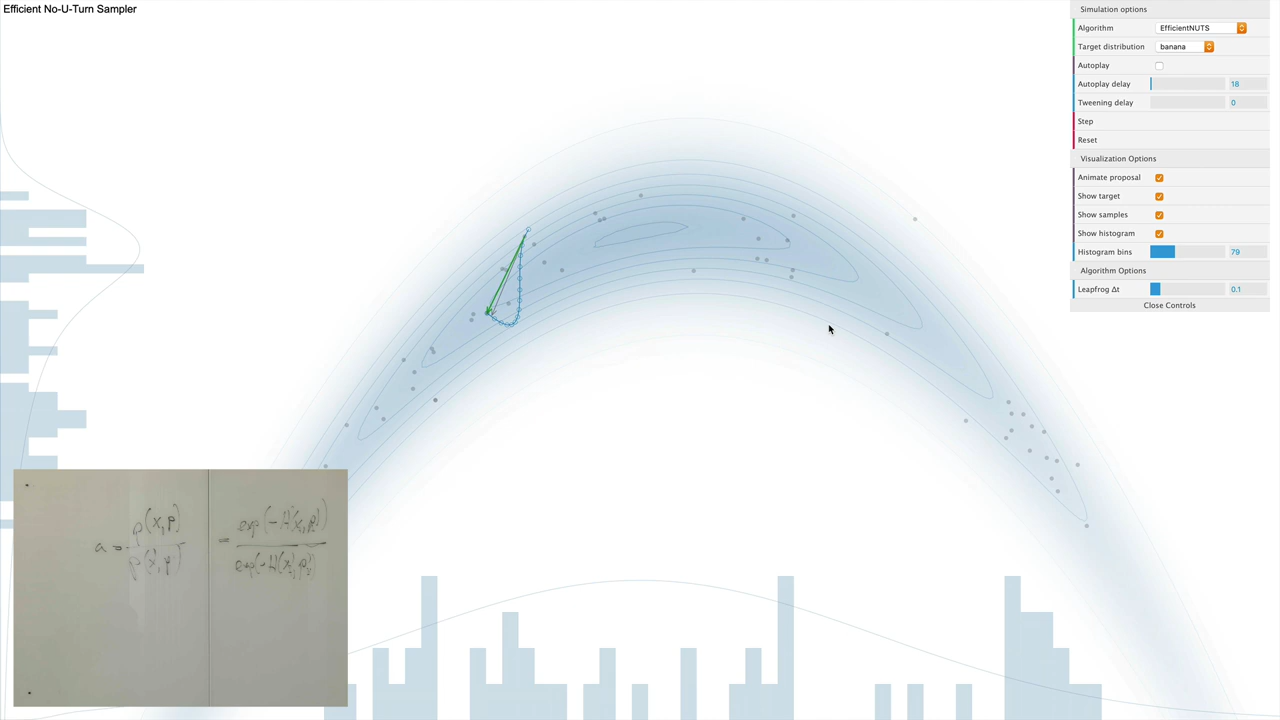 Efficient No-U-Turn Sampler
Simulation options
Algorithm EfficientNUTS
Target distribution banana
Autoplay
Autoplay delay 18
Tweening delay 0
Step
Reset
Visualization Options
Animate proposal
Show target
Show samples
Show histogram
Histogram bins 79
Algorithm Options
Leapfrog Δt 0.1
Close Controls